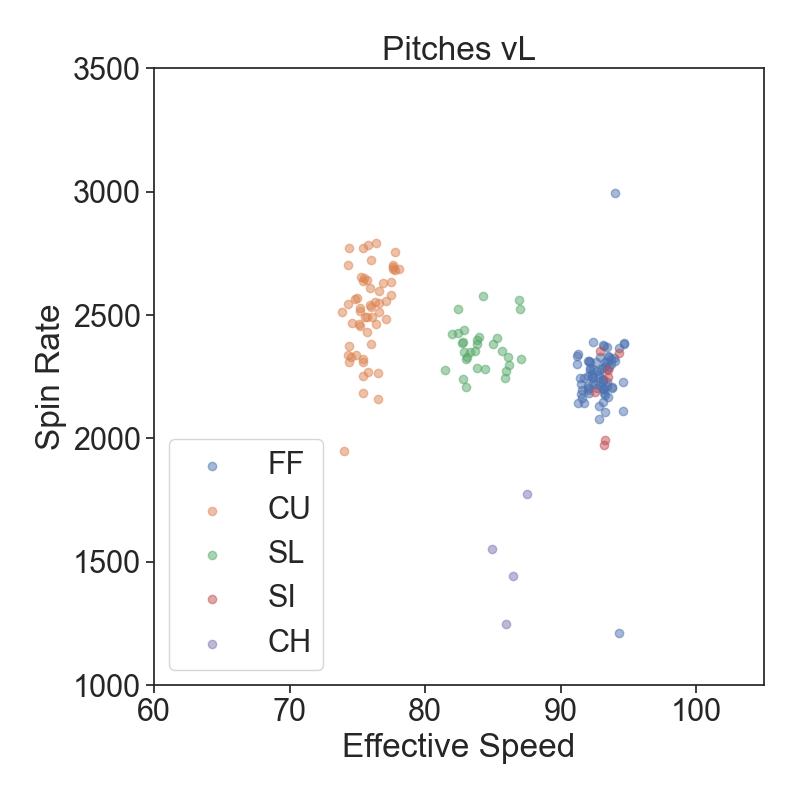 Pitches vL
3500
3000
2500
2000
1500
1000
Spin Rate
FF
CU
SL
SI
CH
60 70 80 90 100
Effective Speed